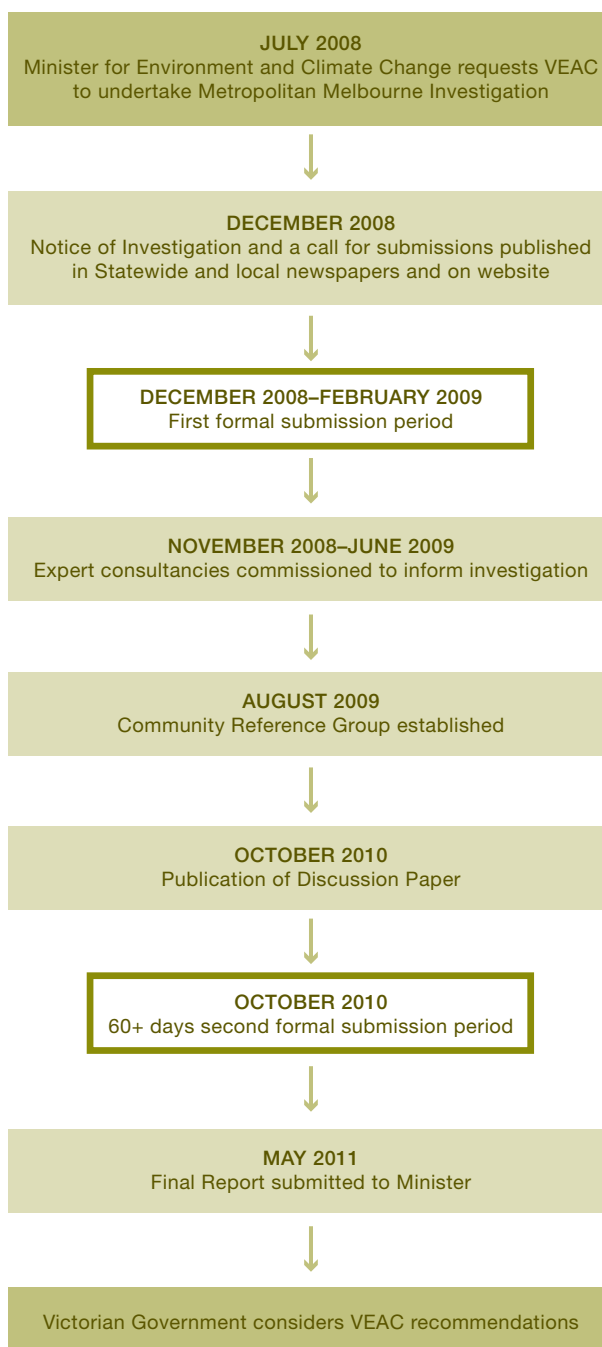 JULY 2008
Minister for Environment and Climate Change requests VEAC
to undertake Metropolitan Melbourne Investigation
DECEMBER 2008
Notice of Investigation and a call for submissions published
in Statewide and local newspapers and on website
DECEMBER 2008–FEBRUARY 2009
First formal submission period
NOVEMBER 2008–JUNE 2009
Expert consultancies commissioned to inform investigation
AUGUST 2009
Community Reference Group established
OCTOBER 2010
Publication of Discussion Paper
OCTOBER 2010
60+ days second formal submission period
MAY 2011
Final Report submitted to Minister
Victorian Government considers VEAC recommendations